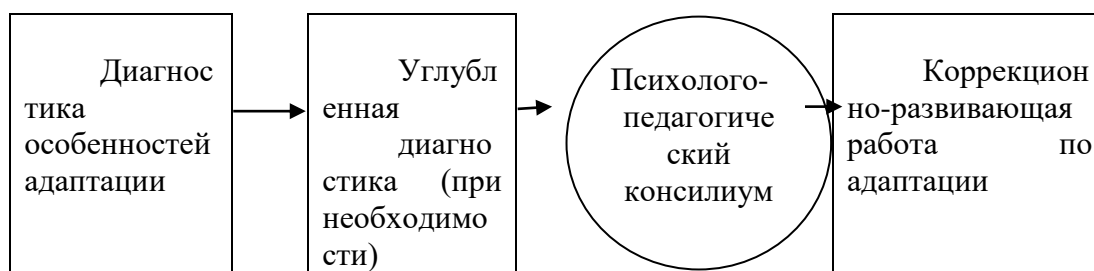 Диагнос
тика
особенностей
адаптации
Углубл
енная
диагно
стика (при
необходимо
сти)
Психолого-
педагогиче
ский
консилиум
Коррекцион
но-развивающая
работа по
адаптации